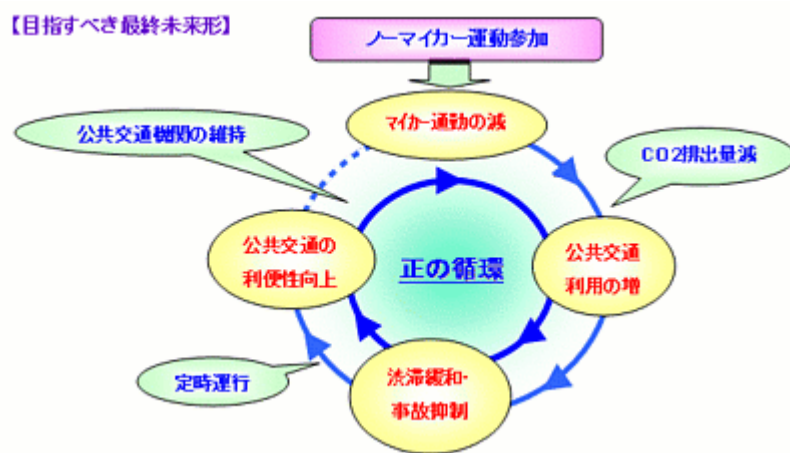 【目指すべき最終未来形】
ノーマイカー運動参加
マイカー通勤の減
公共交通機関の維持
CO2排出量減
公共交通の
利便性向上
正の循環
公共交通
利用の増
定時運行
渋滞緩和・
事故抑制